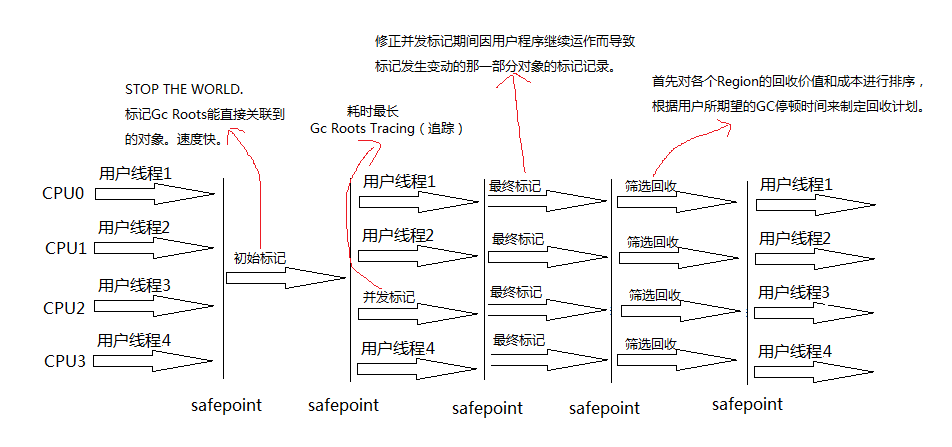 修正并发标记期间因用户程序继续运作而导致
标记发生变动的那一部分对象的标记记录。
首先对各个Region的回收价值和成本进行排序，
根据用户所期望的GC停顿时间来制定回收计划。
STOP THE WORLD.
标记Gc Roots能直接关联到
的对象。速度快。
耗时最长
Gc Roots Tracing（追踪）
CPU0
用户线程1
用户线程1
最终标记
筛选回收
用户线程1
CPU1
用户线程2
初始标记
用户线程2
最终标记
筛选回收
用户线程2
CPU2
用户线程3
并发标记
最终标记
筛选回收
用户线程3
CPU3
用户线程4
用户线程4
最终标记
筛选回收
用户线程4
safepoint
safepoint
safepoint
safepoint
safepoint